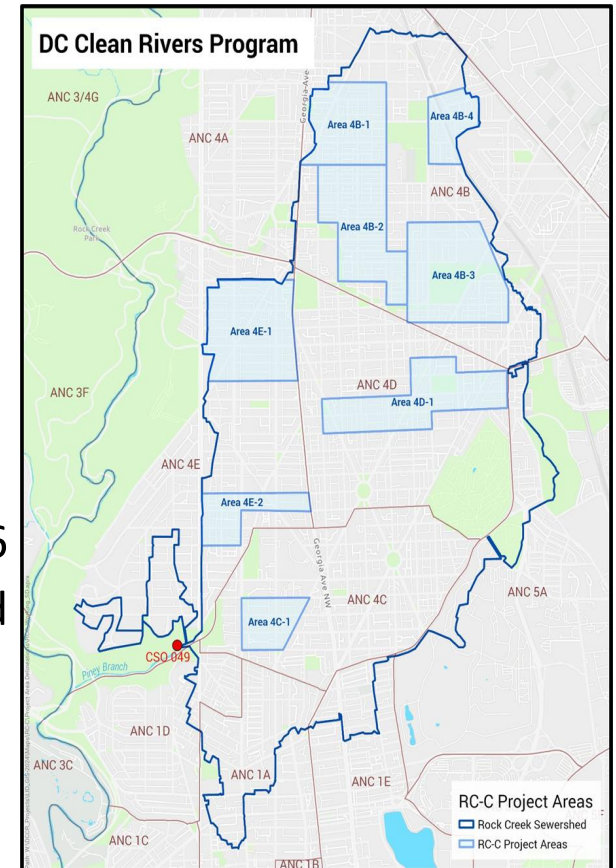 DC Clean Rivers Program
ANC 3/4G
Georgia Ave
ANC 4A
Area 4B-1
Area 4B-4
ANC 4B
Rock Creek
Park
Area 4B-2
Area 4B-3
Area 4E-1
ANC 3F
ANC 4D
Area 4D-1
ANC 4E
Area 4E-2
Georgia Ave NW
ANC 4C
ANC 5A
Area 4C-1
CSO 049
Piney Branch
ANC 1D
ANC 3C
ANC 1A
ANC 1E
ANC 1C
ANC 1B
RC-C Project Areas
Rock Creek Sewershed
RC-C Project Areas
6
d